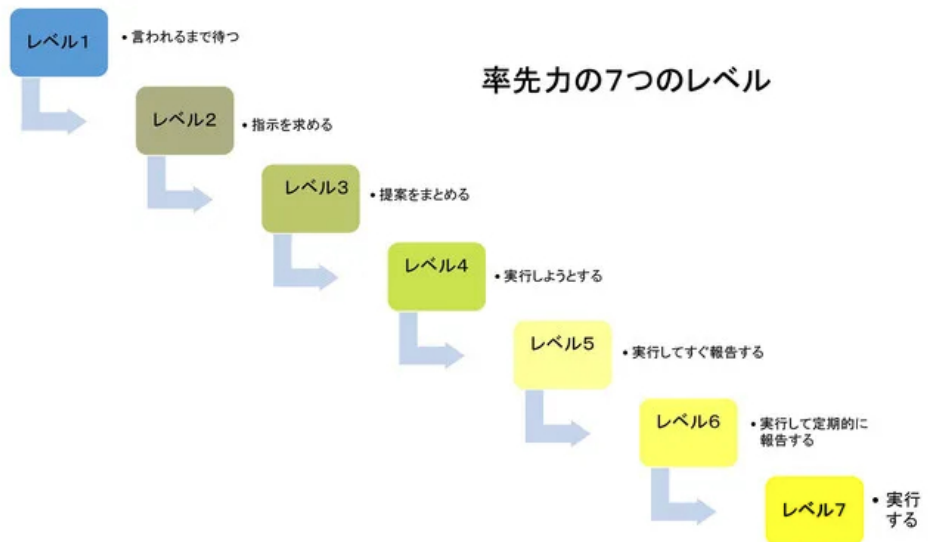 率先力の7つのレベル
レベル1
•言われるまで待つ
レベル2
•指示を求める
レベル3
•提案をまとめる
レベル4
•実行しようとする
レベル5
•実行してすぐ報告する
レベル6
•実行して定期的に
報告する
レベル7
•実行
する